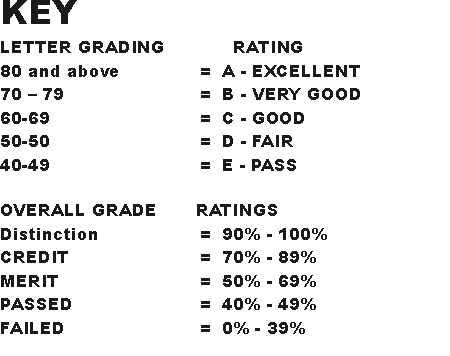 KEY
LETTER GRADING RATING
80 and above = A - EXCELLENT
70 – 79 = B - VERY GOOD
60-69 = C - GOOD
50-50 = D - FAIR
40-49 = E - PASS
OVERALL GRADE RATINGS
Distinction = 90% - 100%
CREDIT = 70% - 89%
MERIT = 50% - 69%
PASSED = 40% - 49%
FAILED = 0% - 39%